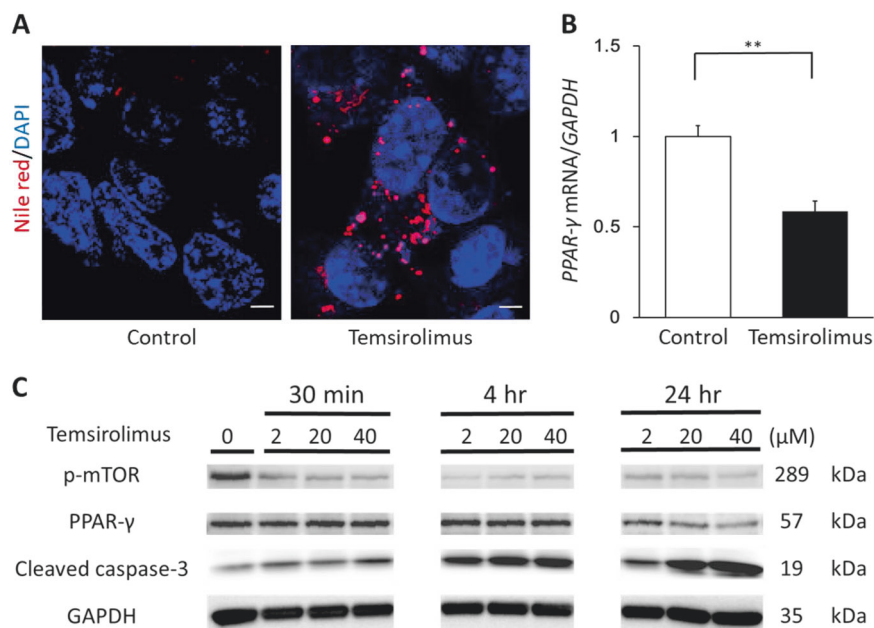 A
Nile red/DAPI
Control
Temsirolimus
B
PPAR-γ mRNA/GAPDH
1.5
**
1
0.5
0
Control
Temsirolimus
C
30 min
4 hr
24 hr
Temsirolimus
0
2
20
40
2
20
40
2
20
40
(μM)
p-mTOR
289 kDa
PPAR-γ
57 kDa
Cleaved caspase-3
19 kDa
GAPDH
35 kDa